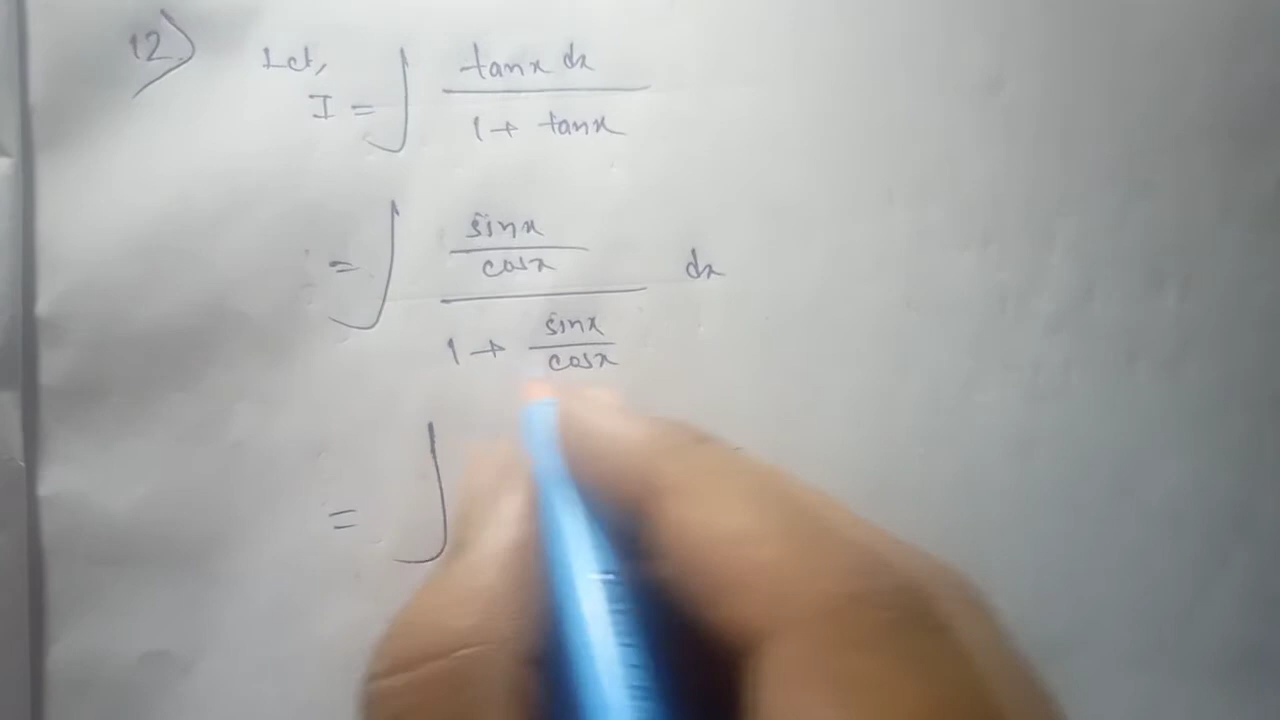 12)
Let,
I = ∫ tanx dx / 1 + tanx
= ∫ sinx / cosx / 1 + sinx / cosx dx
= ∫